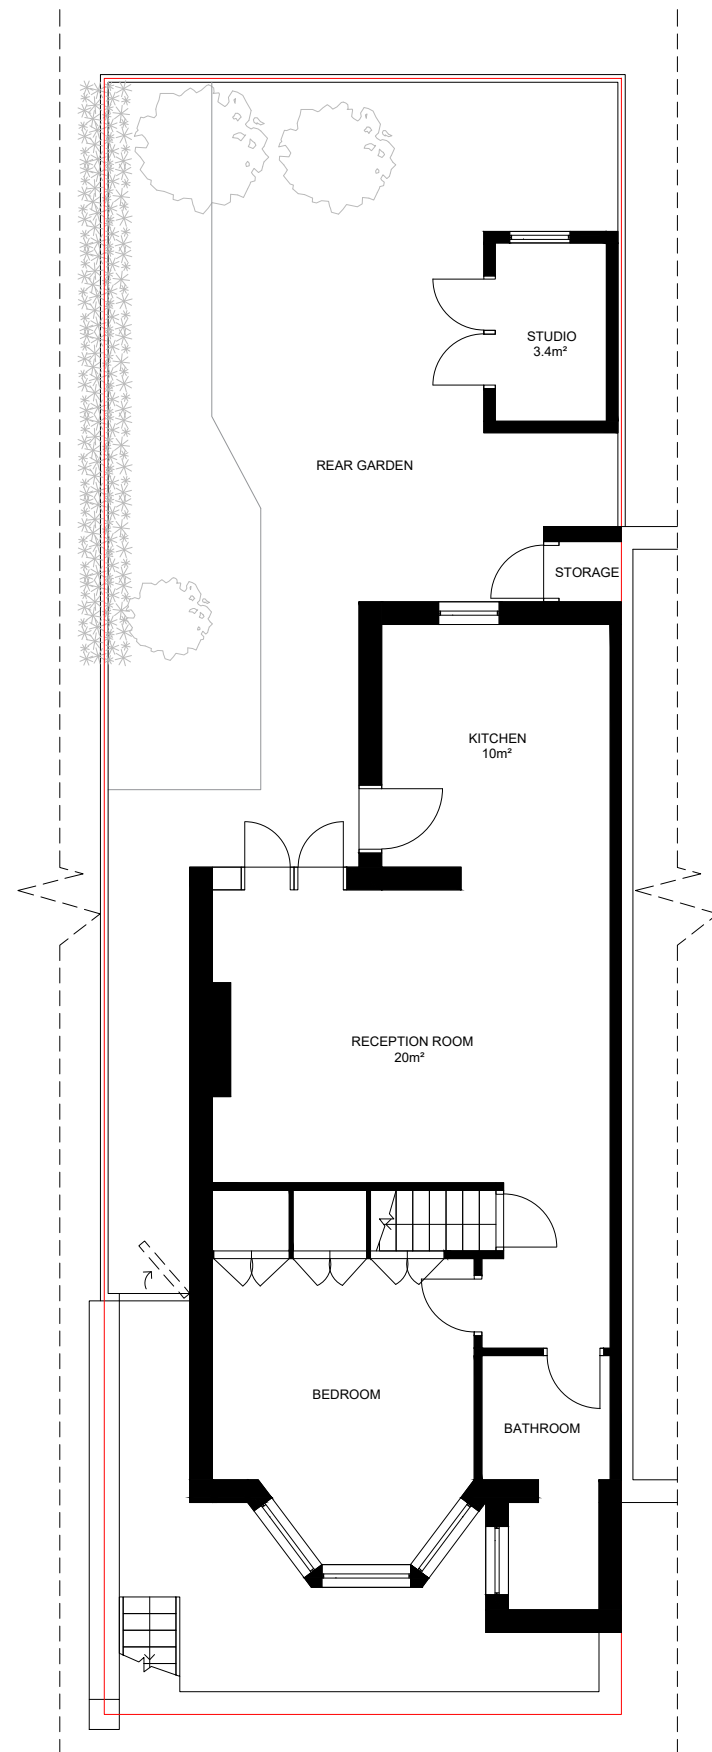 STUDIO
3.4m²
REAR GARDEN
STORAGE
KITCHEN
10m²
RECEPTION ROOM
20m²
BEDROOM
BATHROOM